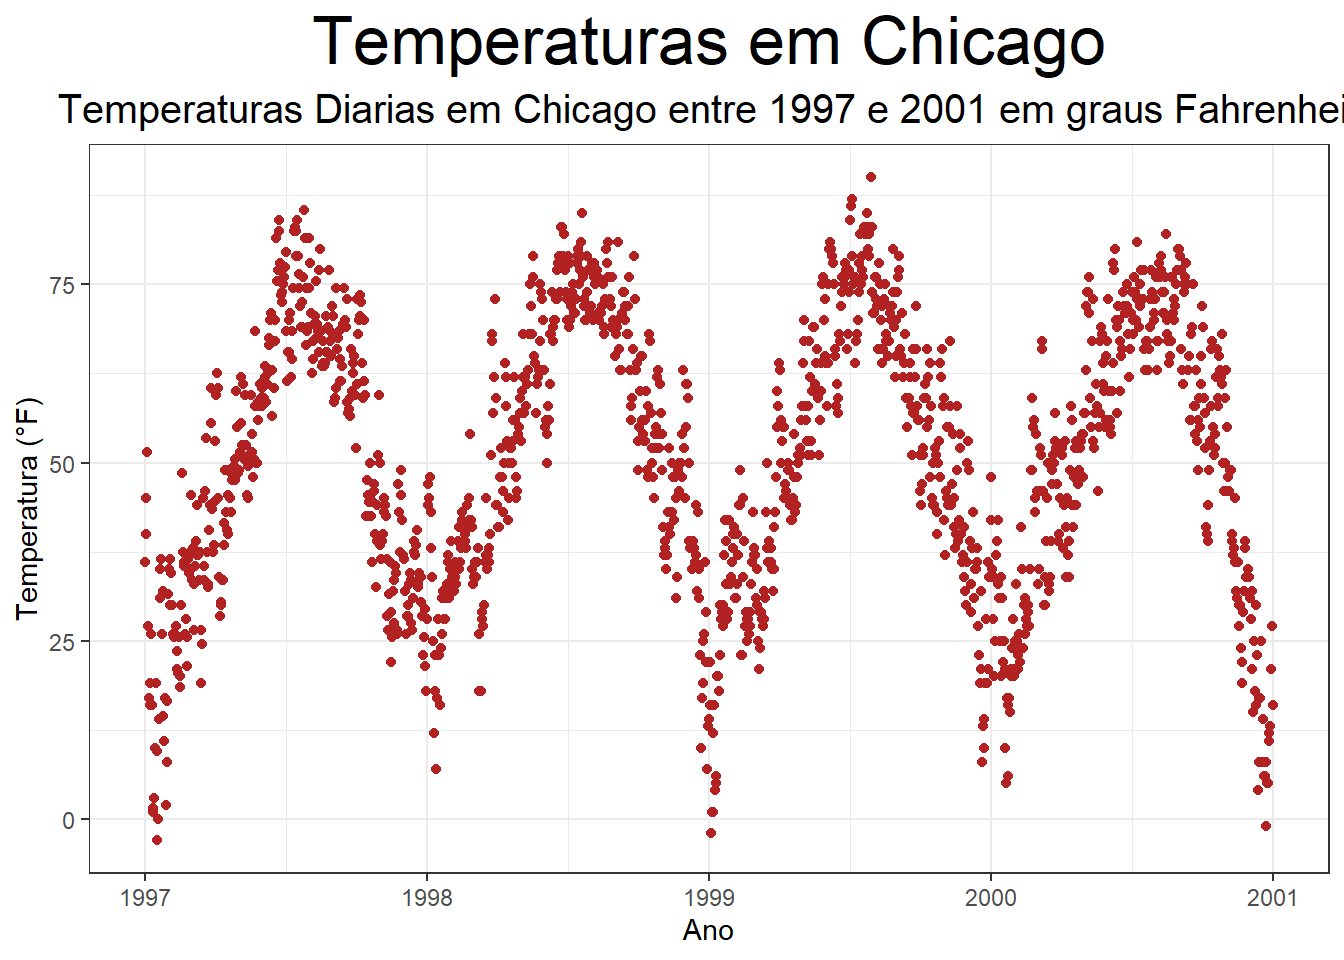 Temperaturas em Chicago
Temperaturas Diarias em Chicago entre 1997 e 2001 em graus Fahrenhei
Temperatura (°F)
75
50
25
0
1997 1998 1999 2000 2001
Ano